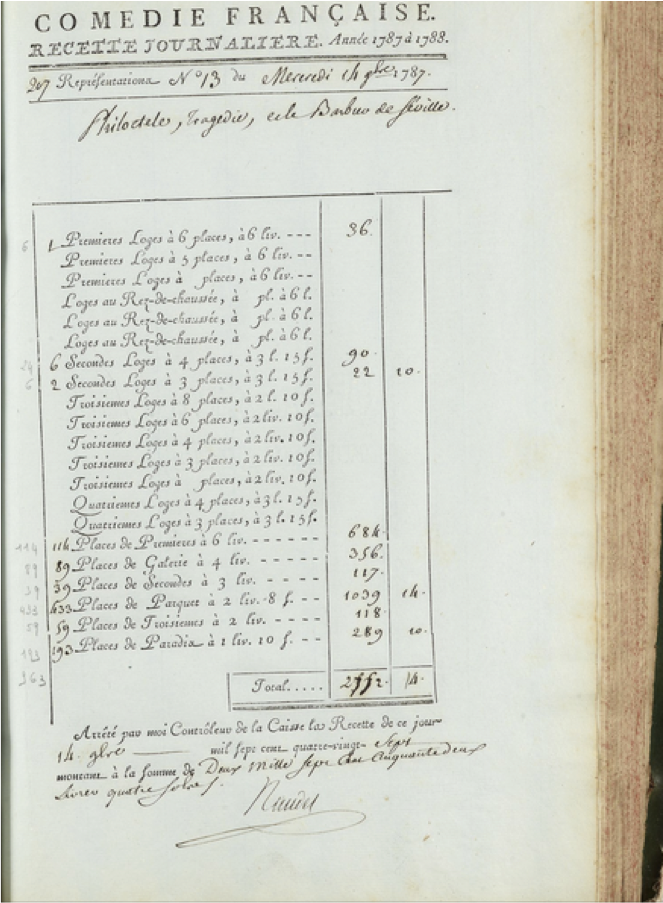 COMEDIE FRANÇAISE.
RECETTE JOURNALIERE. Année 1787 à 1788.
207 Représentations N° 13 du Mercredi 14 9bre 1787.
Philoctete, Tragedie, et le Barbier de Séville.
6 1 Premieres Loges à 6 places, à 6 liv. --- 36.
Premieres Loges à 5 places, à 6 liv. --
Premieres Loges à places, à 6 liv. --
Loges au Rez-de-chaussée, à pl. à 6 l.
Loges au Rez-de-chaussée, à pl. à 6 l.
Loges au Rez-de-chaussée, à pl. à 6 l.
24 6 Secondes Loges à 4 places, à 3 l. 15 ſ. 90.
6 2 Secondes Loges à 3 places, à 3 l. 15 ſ. 22 10.
Troisiemes Loges à 8 places, à 2 l. 10 ſ.
Troisiemes Loges à 6 places, à 2 liv. 10 ſ.
Troisiemes Loges à 4 places, à 2 liv. 10 ſ.
Troisiemes Loges à 3 places, à 2 liv. 10 ſ.
Troisiemes Loges à places, à 2 liv. 10 ſ.
Quatriemes Loges à 4 places, à 3 l. 15 ſ.
Quatriemes Loges à 3 places, à 3 l. 15 ſ.
114 114 Places de Premieres à 6 liv. ------ 684.
89 89 Places de Galerie à 4 liv. ----- 356.
39 39 Places de Secondes à 3 liv. ----- 117.
433 433 Places de Parquet à 2 liv. 8 ſ. -- 1039 14.
59 59 Places de Troisiemes à 2 liv. ---- 118.
193 193 Places de Paradis à 1 liv. 10 ſ. -- 289 10.
963
Total..... 2752. 14.
Arrêté par moi Contrôleur de la Caisse la Recette de ce jour
14. 9bre mil sept cent quatre-vingt- Sept
montant à la somme de Deux Mille Sept Cent Cinquante deux
Livres quatre sols.